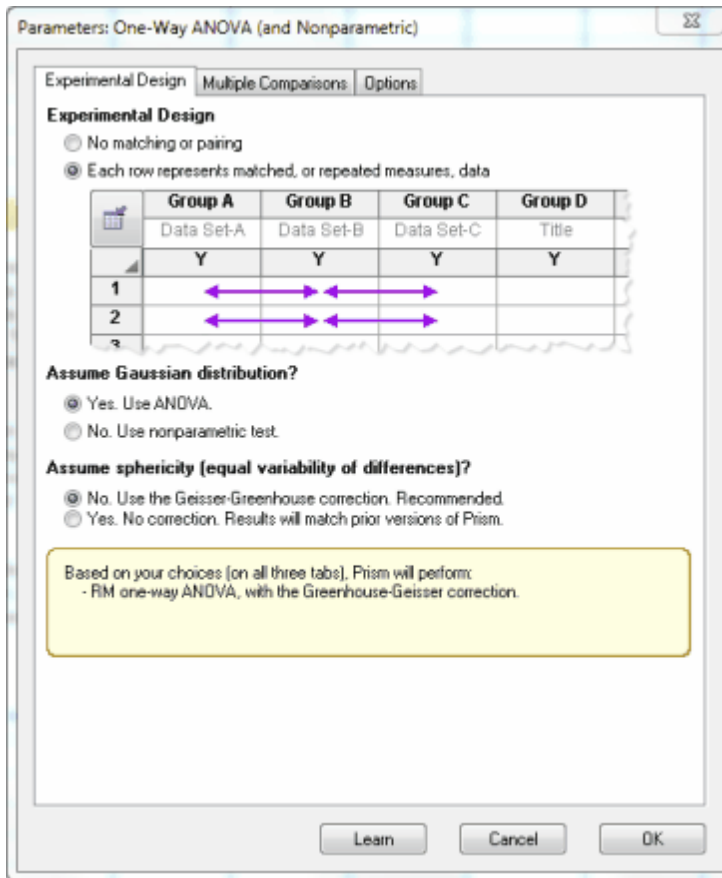 Parameters: One-Way ANOVA (and Nonparametric)
Experimental Design Multiple Comparisons Options
Experimental Design
No matching or pairing
Each row represents matched, or repeated measures, data
Group A Group B Group C Group D
Data Set-A Data Set-B Data Set-C Title
Y Y Y Y
1
2
3
Assume Gaussian distribution?
Yes. Use ANOVA.
No. Use nonparametric test.
Assume sphericity (equal variability of differences)?
No. Use the Geisser-Greenhouse correction. Recommended.
Yes. No correction. Results will match prior versions of Prism.
Based on your choices (on all three tabs), Prism will perform:
- RM one-way ANOVA, with the Greenhouse-Geisser correction.
Learn Cancel OK